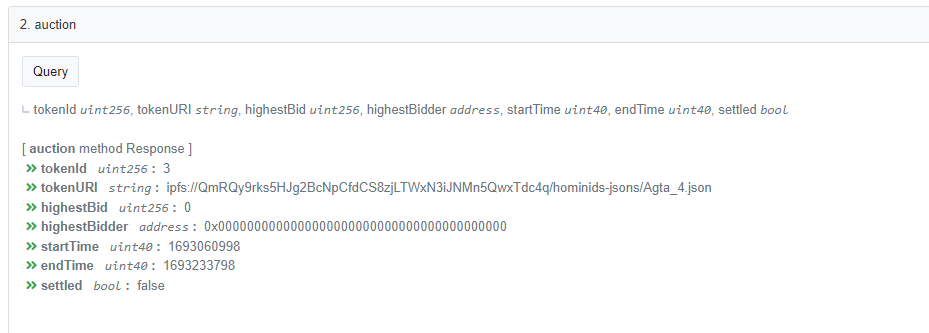 2. auction
Query
tokenId uint256, tokenURI string, highestBid uint256, highestBidder address, startTime uint40, endTime uint40, settled bool
[ auction method Response ]
>> tokenId uint256 : 3
>> tokenURI string : ipfs://QmRQy9rks5HJg2BcNpCfdCS8zjLTWxN3iJNMn5QwxTdc4q/hominids-jsons/Agta_4.json
>> highestBid uint256 : 0
>> highestBidder address : 0x0000000000000000000000000000000000000000
>> startTime uint40 : 1693060998
>> endTime uint40 : 1693233798
>> settled bool : false